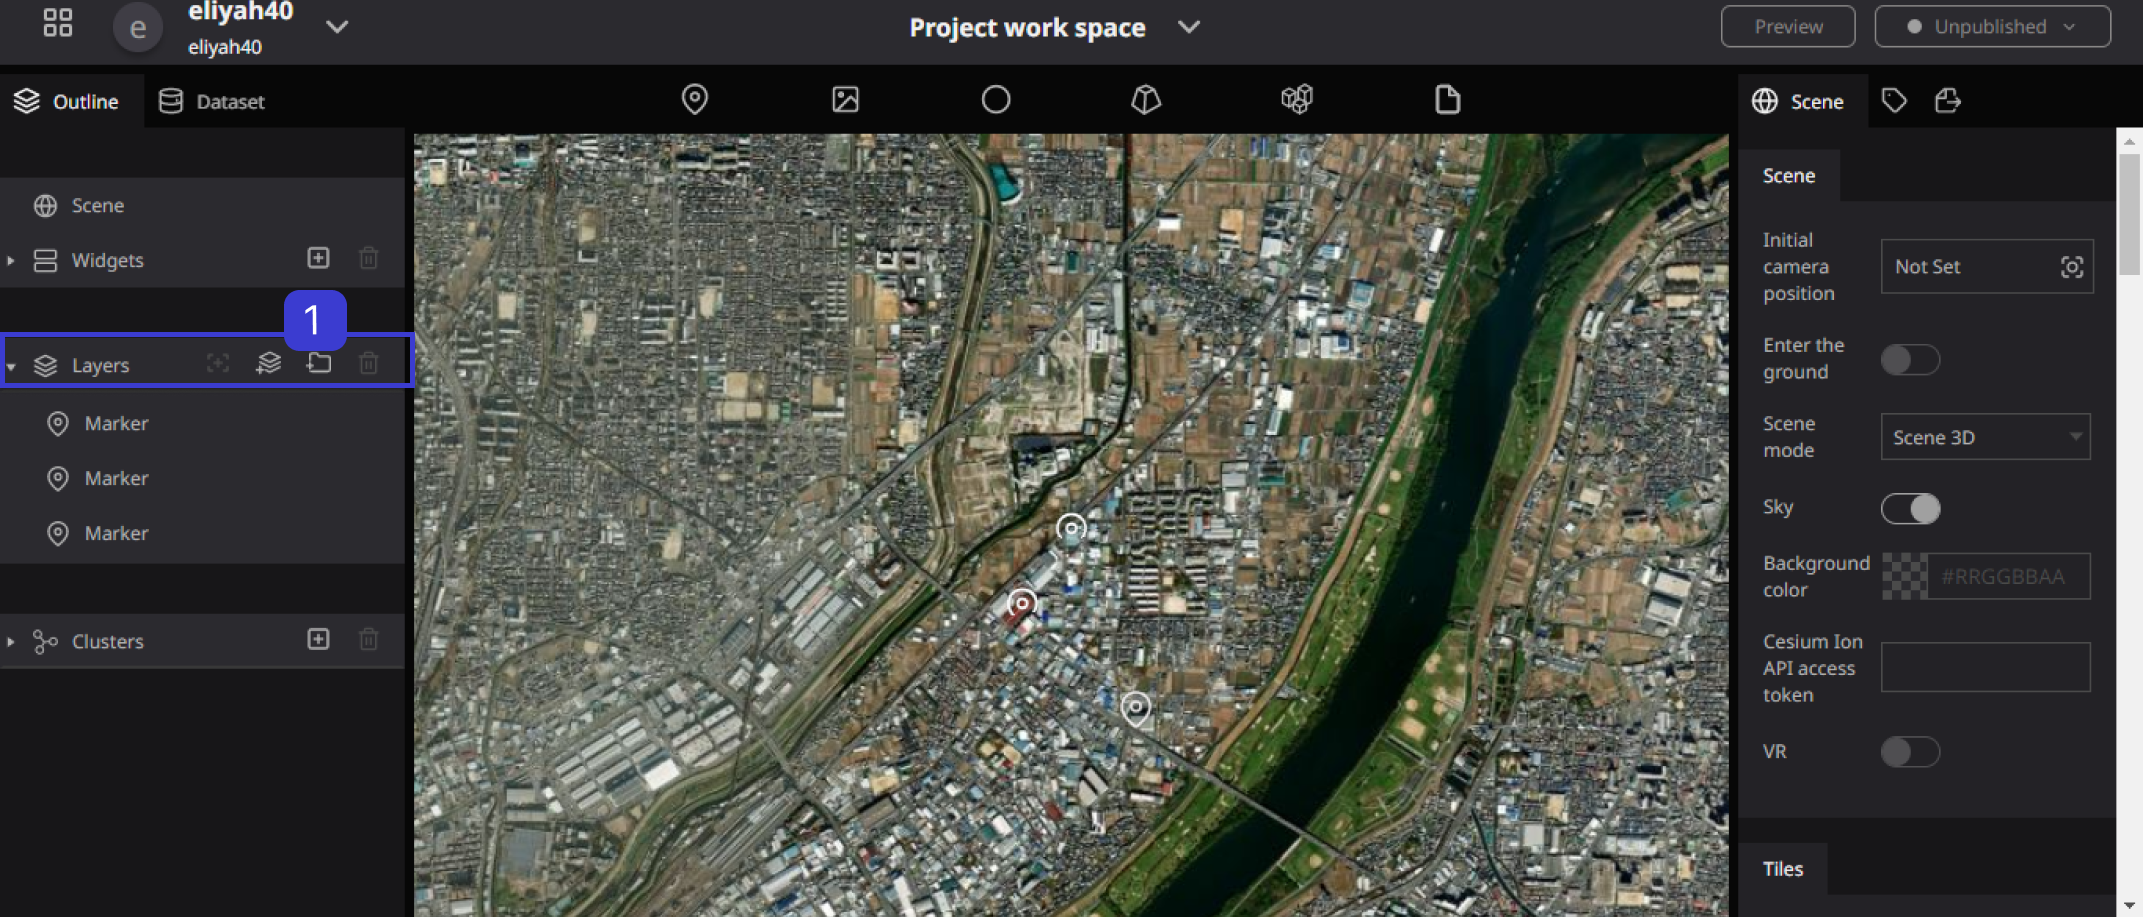 e
eliyah40
eliyah40
Project work space
Preview
Unpublished
Outline
Dataset
Scene
Scene
Widgets
1
Layers
Marker
Marker
Marker
Clusters
Scene
Initial
camera
position
Not Set
Enter the
ground
Scene
mode
Scene 3D
Sky
Background
color
#RRGGBBAA
Cesium Ion
API access
token
VR
Tiles